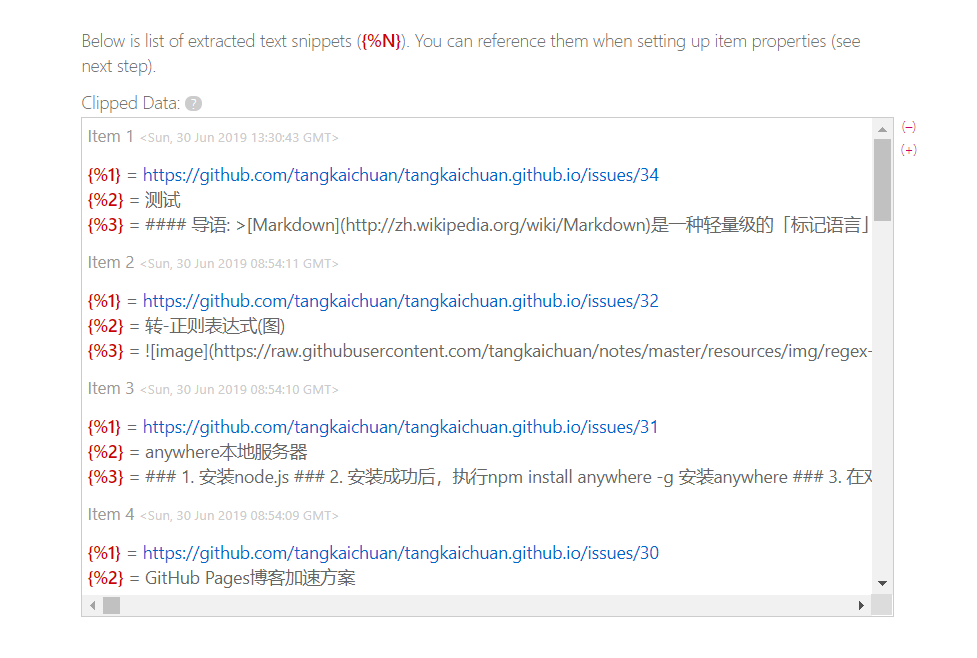 Below is list of extracted text snippets ({%N}). You can reference them when setting up item properties (see
next step).
Clipped Data: ?
Item 1 <Sun, 30 Jun 2019 13:30:43 GMT>
{%1} = https://github.com/tangkaichuan/tangkaichuan.github.io/issues/34
{%2} = 测试
{%3} = #### 导语: >[Markdown](http://zh.wikipedia.org/wiki/Markdown)是一种轻量级的「标记语言」
Item 2 <Sun, 30 Jun 2019 08:54:11 GMT>
{%1} = https://github.com/tangkaichuan/tangkaichuan.github.io/issues/32
{%2} = 转-正则表达式(图)
{%3} = ![image](https://raw.githubusercontent.com/tangkaichuan/notes/master/resources/img/regex-
Item 3 <Sun, 30 Jun 2019 08:54:10 GMT>
{%1} = https://github.com/tangkaichuan/tangkaichuan.github.io/issues/31
{%2} = anywhere本地服务器
{%3} = ### 1. 安装node.js ### 2. 安装成功后，执行npm install anywhere -g 安装anywhere ### 3. 在
Item 4 <Sun, 30 Jun 2019 08:54:09 GMT>
{%1} = https://github.com/tangkaichuan/tangkaichuan.github.io/issues/30
{%2} = GitHub Pages博客加速方案
(–)
(+)